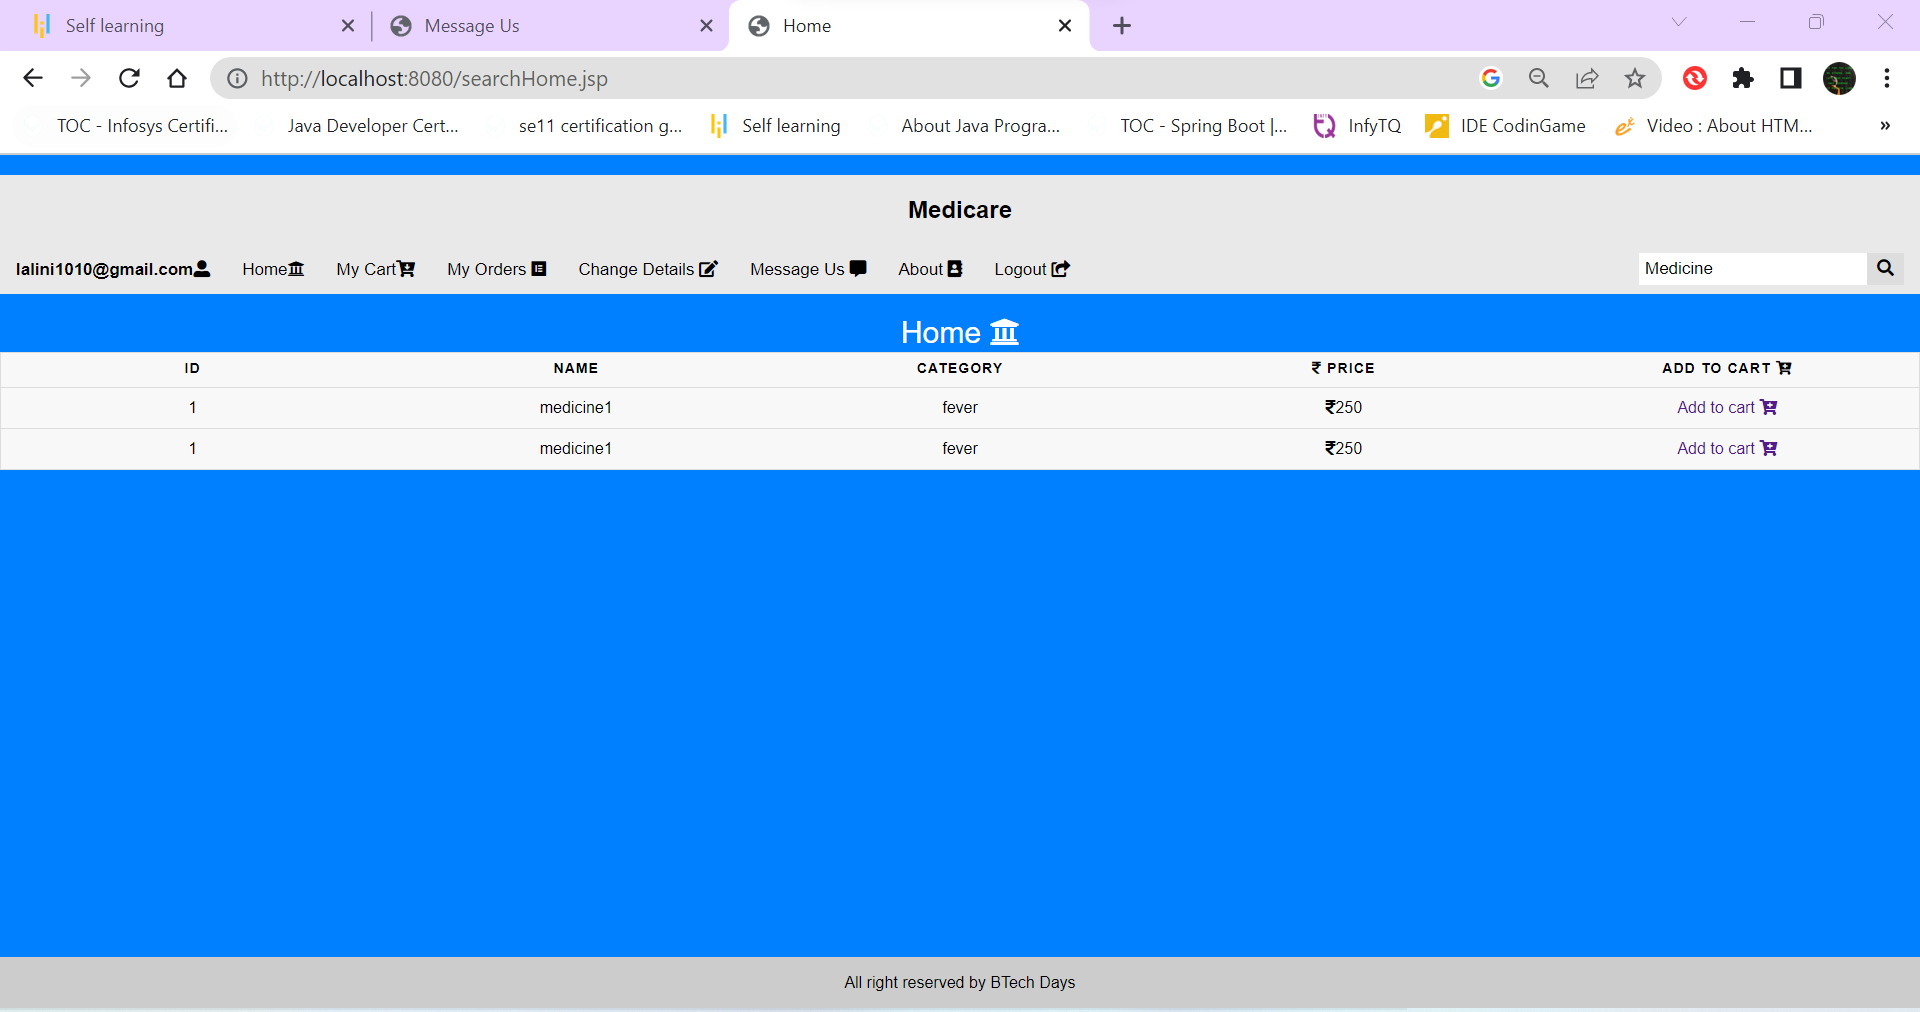 Self learning
Message Us
Home
http://localhost:8080/searchHome.jsp
TOC - Infosys Certifi...
Java Developer Cert...
se11 certification g...
Self learning
About Java Progra...
TOC - Spring Boot |...
InfyTQ
IDE CodinGame
Video : About HTM...
»
Medicare
lalini1010@gmail.com Home My Cart My Orders Change Details Message Us About Logout Medicine
Home
ID NAME CATEGORY ₹ PRICE ADD TO CART
1 medicine1 fever ₹250 Add to cart
1 medicine1 fever ₹250 Add to cart
All right reserved by BTech Days